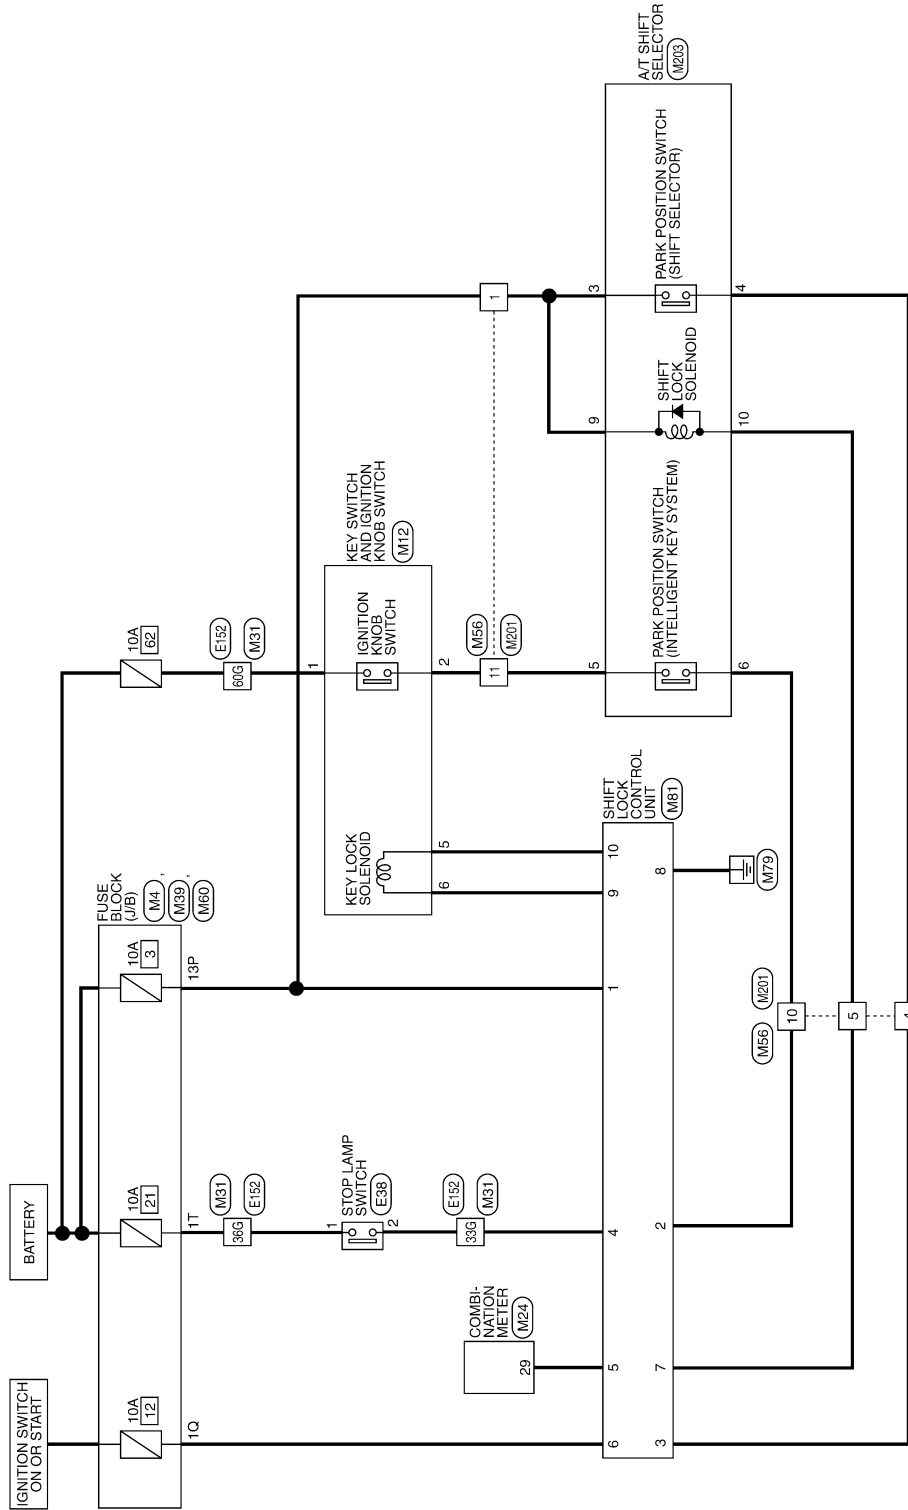 IGNITION SWITCH
ON OR START
BATTERY
10A
12
10A
21
10A
3
FUSE
BLOCK
(J/B)
M4 ,
M39 ,
M60
10A
62
1Q
1T
13P
36G
M31
E152
60G
E152
M31
1
STOP LAMP
SWITCH
E38
2
33G
E152
M31
KEY LOCK
SOLENOID
6
5
1
IGNITION
KNOB
SWITCH
2
KEY SWITCH
AND IGNITION
KNOB SWITCH
M12
COMBI-
NATION
METER
M24
29
11
M56
M201
1
6
5
4
1
9
10
SHIFT
LOCK
CONTROL
UNIT
M81
3
7
2
8
M79
5
9
3
A/T SHIFT
SELECTOR
M203
PARK POSITION SWITCH
(INTELLIGENT KEY SYSTEM)
SHIFT
LOCK
SOLENOID
PARK POSITION SWITCH
(SHIFT SELECTOR)
6
10
4
M56
10
M201
5